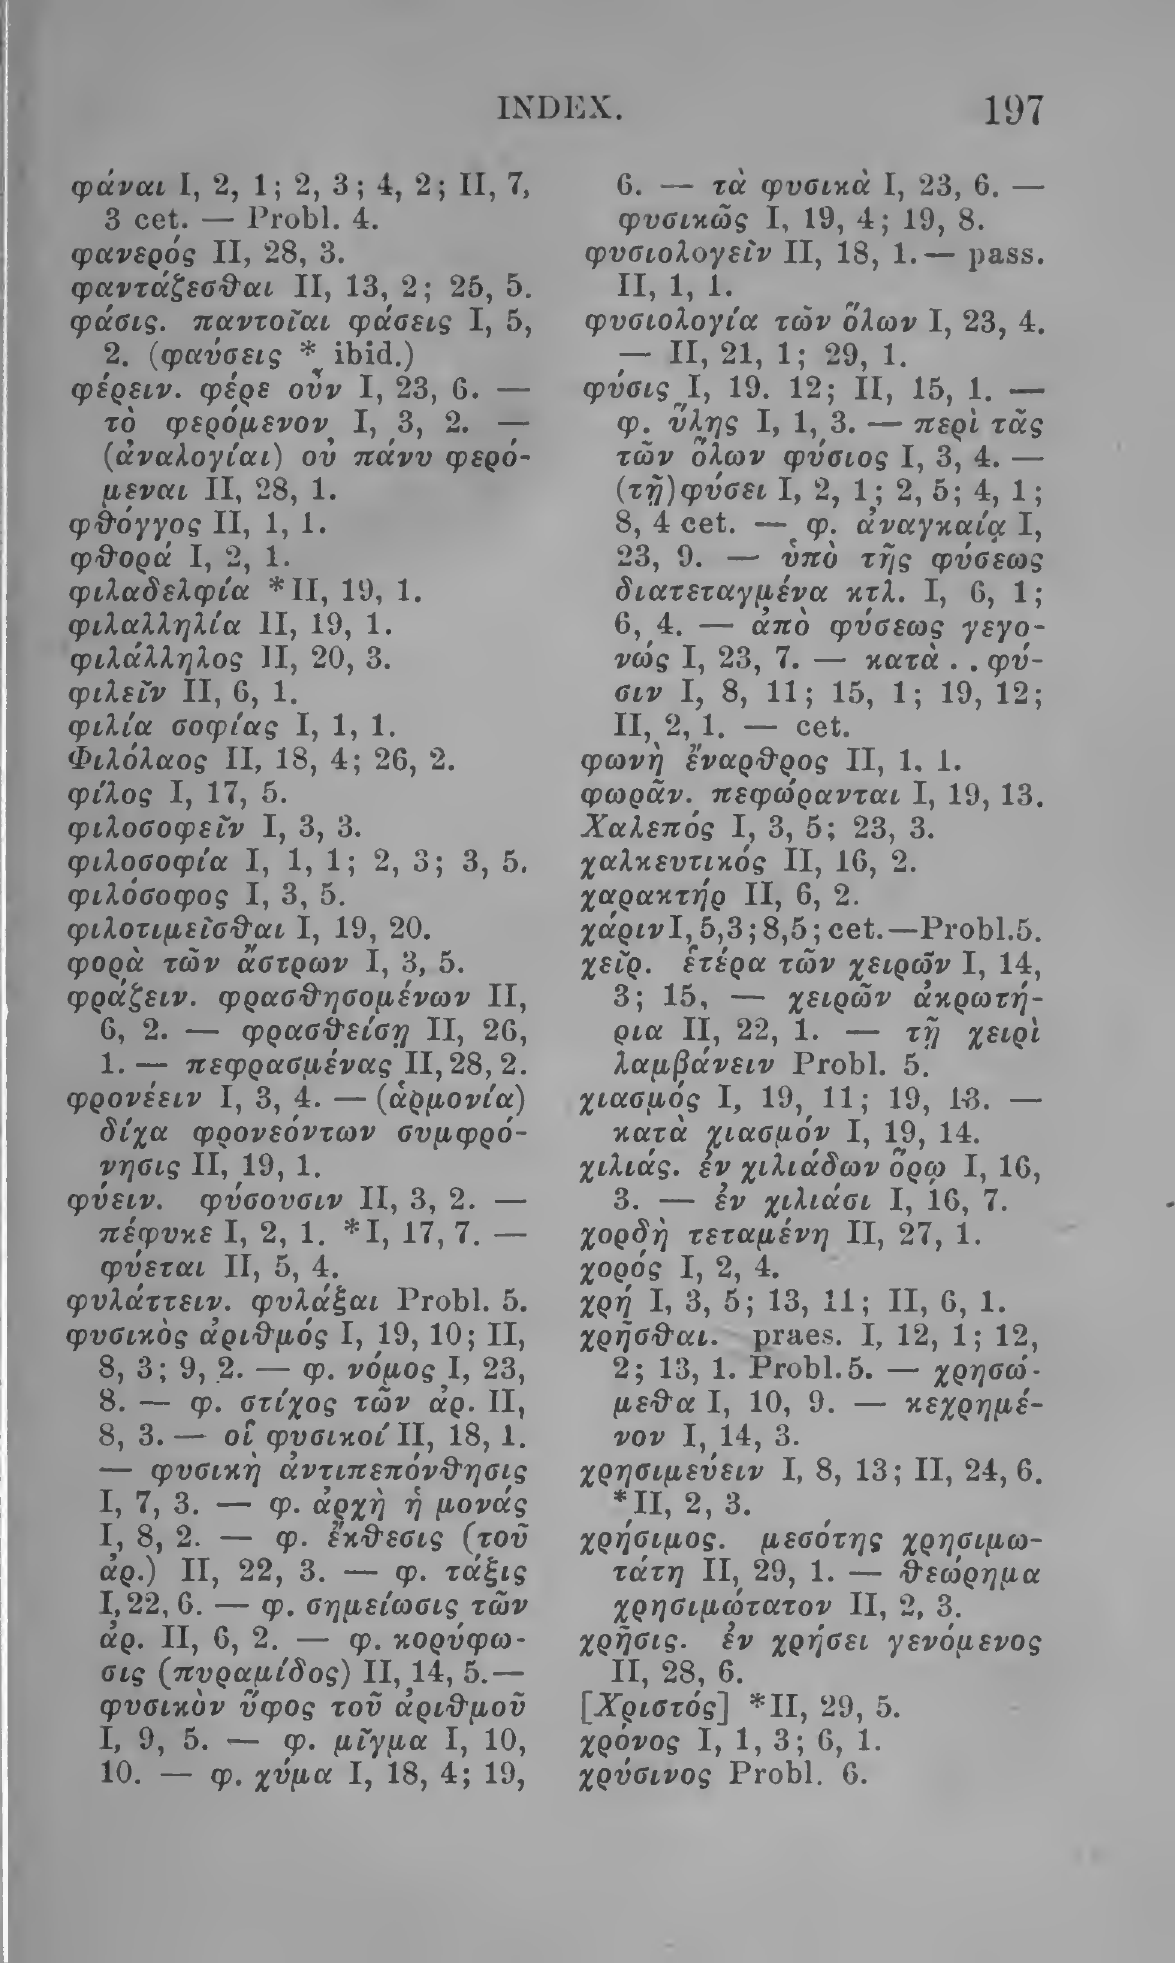 INDEX. 197
φάναι I, 2, 1; 2, 3; 4, 2; II, 7,
3 cet. — Probl. 4.
φανερός II, 28, 3.
φαντάζεσθαι II, 13, 2; 25, 5.
φάσις. παντοῖαι φάσεις I, 5,
2. (φαύσεις * ibid.)
φέρειν. φέρε οὖν I, 23, 6. —
τὸ φερόμενον I, 3, 2. —
(ἀναλογίαι) οὐ πάνυ φερό-
μεναι II, 28, 1.
φθόγγος II, 1, 1.
φθορά I, 2, 1.
φιλαδελφία *II, 19, 1.
φιλαλληλία II, 19, 1.
φιλάλληλος II, 20, 3.
φιλεῖν II, 6, 1.
φιλία σοφίας I, 1, 1.
Φιλόλαος II, 18, 4; 26, 2.
φίλος I, 17, 5.
φιλοσοφεῖν I, 3, 3.
φιλοσοφία I, 1, 1; 2, 3; 3, 5.
φιλόσοφος I, 3, 5.
φιλοτιμεῖσθαι I, 19, 20.
φορὰ τῶν ἄστρων I, 3, 5.
φράζειν. φρασθησομένων II,
6, 2. — φρασθείσῃ II, 26,
1. — πεφρασμένας II, 28, 2.
φρονέειν I, 3, 4. — (ἁρμονία)
δίχα φρονεόντων συμφρό-
νησις II, 19, 1.
φύειν. φύσουσιν II, 3, 2. —
πέφυκε I, 2, 1. *I, 17, 7. —
φύεται II, 5, 4.
φυλάττειν. φυλάξαι Probl. 5.
φυσικὸς ἀριθμός I, 19, 10; II,
8, 3; 9, 2. — φ. νόμος I, 23,
8. — φ. στίχος τῶν ἀρ. II,
8, 3. — οἱ φυσικοί II, 18, 1.
— φυσικὴ ἀντιπεπόνθησις
I, 7, 3. — φ. ἀρχὴ ἡ μονάς
I, 8, 2. — φ. ἔκθεσις (τοῦ
ἀρ.) II, 22, 3. — φ. τάξις
I, 22, 6. — φ. σημείωσις τῶν
ἀρ. II, 6, 2. — φ. κορύφω-
σις (πυραμίδος) II, 14, 5. —
φυσικὸν ὕφος τοῦ ἀριθμοῦ
I, 9, 5. — φ. μῖγμα I, 10,
10. — φ. χύμα I, 18, 4; 19,
6. — τὰ φυσικὰ I, 23, 6. —
φυσικῶς I, 19, 4; 19, 8.
φυσιολογεῖν II, 18, 1. — pass.
II, 1, 1.
φυσιολογία τῶν ὅλων I, 23, 4.
— II, 21, 1; 29, 1.
φύσις I, 19. 12; II, 15, 1. —
φ. ὕλης I, 1, 3. — περὶ τᾶς
τῶν ὅλων φύσιος I, 3, 4. —
(τῇ) φύσει I, 2, 1; 2, 5; 4, 1;
8, 4 cet. — φ. ἀναγκαίᾳ I,
23, 9. — ὑπὸ τῆς φύσεως
διατεταγμένα κτλ. I, 6, 1;
6, 4. — ἀπὸ φύσεως γεγο-
νώς I, 23, 7. — κατὰ . . φύ-
σιν I, 8, 11; 15, 1; 19, 12;
II, 2, 1. — cet.
φωνὴ ἔναρθρος II, 1, 1.
φωρᾶν. πεφώρανται I, 19, 13.
Χαλεπός I, 3, 5; 23, 3.
χαλκευτικός II, 16, 2.
χαρακτήρ II, 6, 2.
χάριν I, 5, 3; 8, 5; cet. — Probl. 5.
χεῖρ. ἑτέρα τῶν χειρῶν I, 14,
3; 15, — χειρῶν ἀκρωτή-
ρια II, 22, 1. — τῇ χειρὶ
λαμβάνειν Probl. 5.
χιασμός I, 19, 11; 19, 13. —
κατὰ χιασμόν I, 19, 14.
χιλιάς. ἐν χιλιάδων ὅρῳ I, 16,
3. — ἐν χιλιάσι I, 16, 7.
χορδὴ τεταμένη II, 27, 1.
χορός I, 2, 4.
χρή I, 3, 5; 13, 11; II, 6, 1.
χρῆσθαι. praes. I, 12, 1; 12,
2; 13, 1. Probl. 5. — χρησώ-
μεθα I, 10, 9. — κεχρημέ-
νον I, 14, 3.
χρησιμεύειν I, 8, 13; II, 24, 6.
*II, 2, 3.
χρήσιμος. μεσότης χρησιμω-
τάτη II, 29, 1. — θεώρημα
χρησιμώτατον II, 2, 3.
χρῆσις. ἐν χρήσει γενόμενος
II, 28, 6.
[Χριστός] *II, 29, 5.
χρόνος I, 1, 3; 6, 1.
χρύσινος Probl. 6.